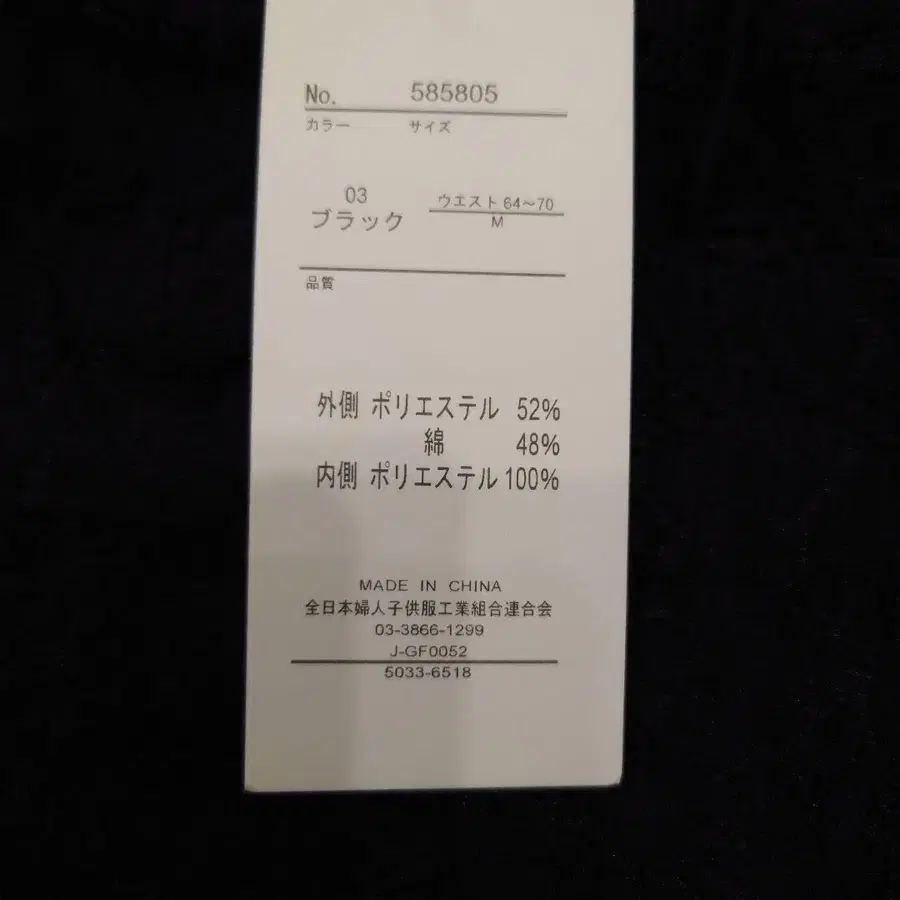 No. 585805
カラー サイズ
03 ウエスト 64～70
ブラック M
品質
外側 ポリエステル 52%
綿 48%
内側 ポリエステル 100%
MADE IN CHINA
全日本婦人子供服工業組合連合会
03-3866-1299
J-GF0052
5033-6518